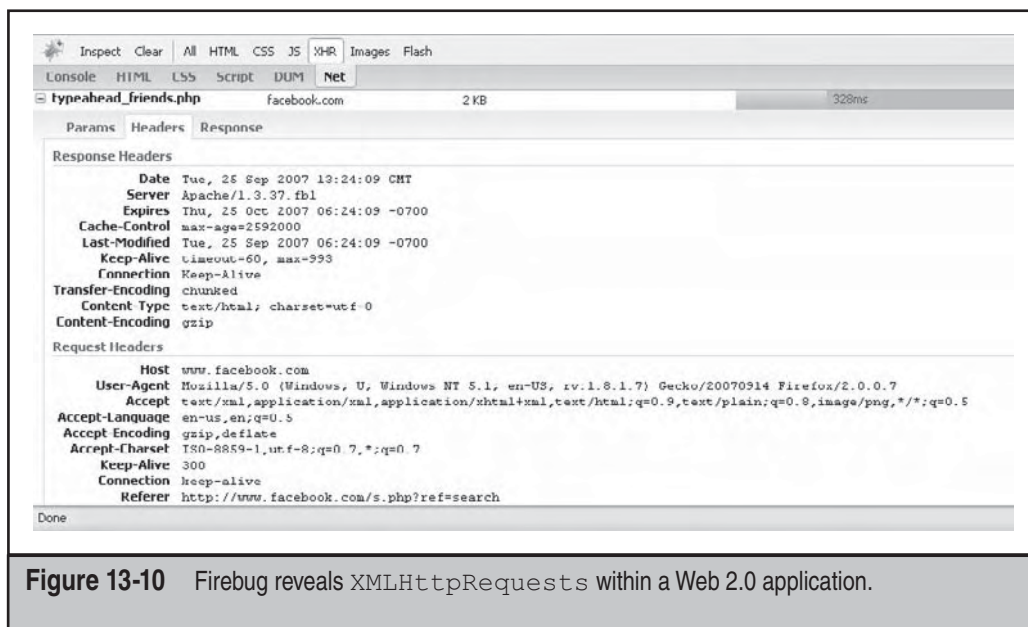 Inspect Clear All HTML CSS JS XHR Images Flash
Console HTML CSS Script DOM Net
typeahead_friends.php facebook.com 2 KB 328ms
Params Headers Response
Response Headers
Date Tue, 25 Sep 2007 13:24:09 GMT
Server Apache/1.3.37.fb1
Expires Thu, 25 Oct 2007 06:24:09 -0700
Cache-Control max-age=2592000
Last-Modified Tue, 25 Sep 2007 06:24:09 -0700
Keep-Alive timeout=60, max=993
Connection Keep-Alive
Transfer-Encoding chunked
Content-Type text/html; charset=utf-8
Content-Encoding gzip
Request Headers
Host www.facebook.com
User-Agent Mozilla/5.0 (Windows; U; Windows NT 5.1; en-US; rv:1.8.1.7) Gecko/20070914 Firefox/2.0.0.7
Accept text/xml,application/xml,application/xhtml+xml,text/html;q=0.9,text/plain;q=0.8,image/png,*/*;q=0.5
Accept-Language en-us,en;q=0.5
Accept-Encoding gzip,deflate
Accept-Charset ISO-8859-1,utf-8;q=0.7,*;q=0.7
Keep-Alive 300
Connection keep-alive
Referer http://www.facebook.com/s.php?ref=search
Done
Figure 13-10 Firebug reveals XMLHttpRequests within a Web 2.0 application.